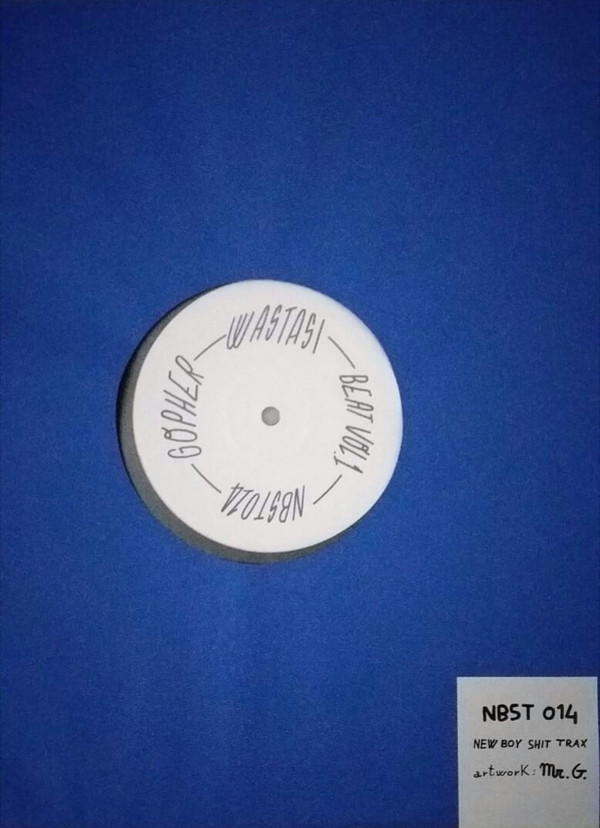 WASTASI
BEAT VOL.1
NBST014
GOPHER
NBST 014
NEW BOY SHIT TRAX
artwork: Mr. G.